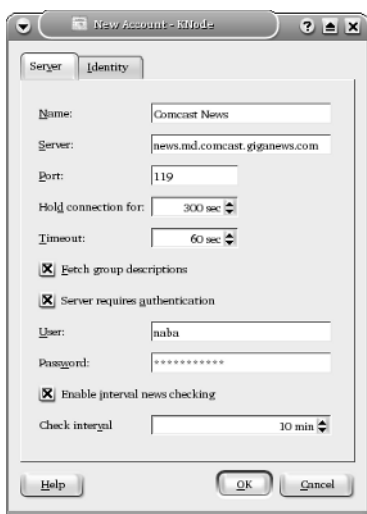 New Account - KNode
Server Identity
Name: Comcast News
Server: news.md.comcast.giganews.com
Port: 119
Hold connection for: 300 sec
Timeout: 60 sec
Fetch group descriptions
Server requires authentication
User: naba
Password: ***********
Enable interval news checking
Check interval 10 min
Help OK Cancel